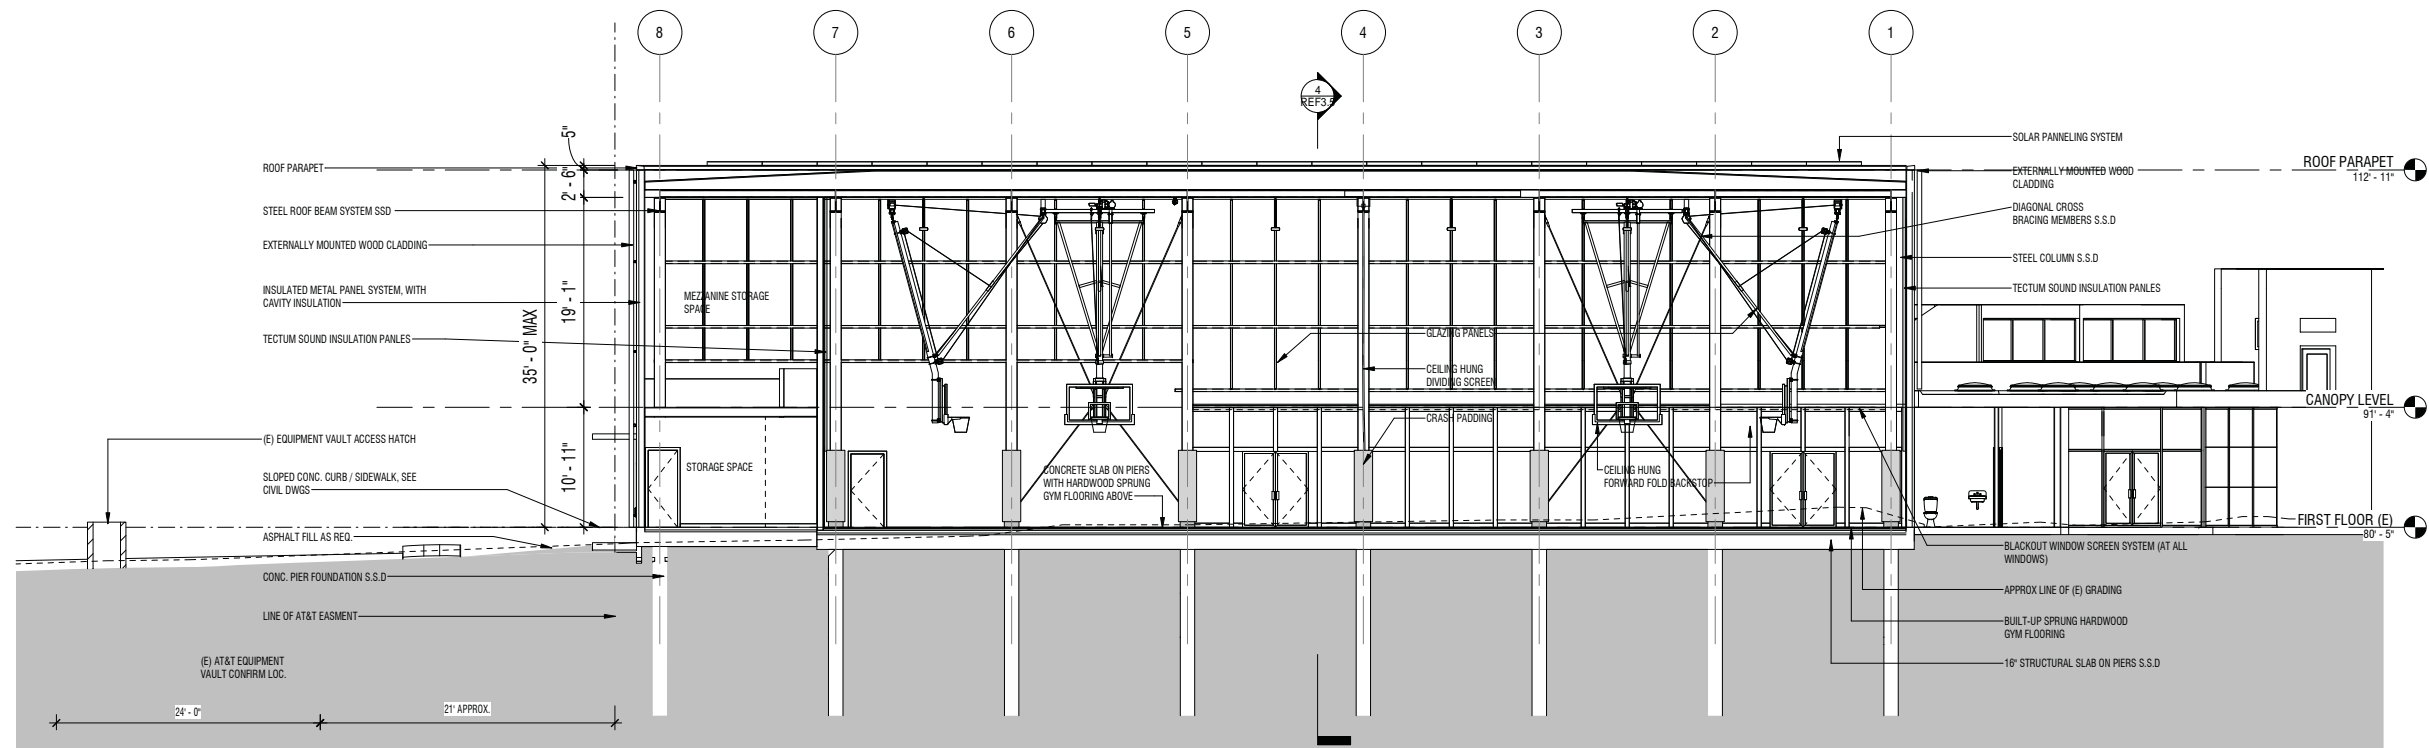 8
7
6
5
4
3
2
1
4
REF3.5
5"
2' - 6"
19' - 1"
35' - 0" MAX
10' - 11"
ROOF PARAPET
STEEL ROOF BEAM SYSTEM SSD
EXTERNALLY MOUNTED WOOD CLADDING
INSULATED METAL PANEL SYSTEM, WITH
CAVITY INSULATION
TECTUM SOUND INSULATION PANLES
(E) EQUIPMENT VAULT ACCESS HATCH
SLOPED CONC. CURB / SIDEWALK, SEE
CIVIL DWGS
ASPHALT FILL AS REQ.
CONC. PIER FOUNDATION S.S.D
LINE OF AT&T EASMENT
(E) AT&T EQUIPMENT
VAULT CONFIRM LOC.
24' - 0"
21' APPROX.
MEZZANINE STORAGE
SPACE
STORAGE SPACE
CONCRETE SLAB ON PIERS
WITH HARDWOOD SPRUNG
GYM FLOORING ABOVE
GLAZING PANELS
CEILING HUNG
DIVIDING SCREEN
CRASH PADDING
CEILING HUNG
FORWARD FOLD BACKSTOP
SOLAR PANNELING SYSTEM
EXTERNALLY MOUNTED WOOD
CLADDING
DIAGONAL CROSS
BRACING MEMBERS S.S.D
STEEL COLUMN S.S.D
TECTUM SOUND INSULATION PANLES
BLACKOUT WINDOW SCREEN SYSTEM (AT ALL
WINDOWS)
APPROX LINE OF (E) GRADING
BUILT-UP SPRUNG HARDWOOD
GYM FLOORING
16" STRUCTURAL SLAB ON PIERS S.S.D
ROOF PARAPET
112' - 11"
CANOPY LEVEL
91' - 4"
FIRST FLOOR (E)
80' - 5"